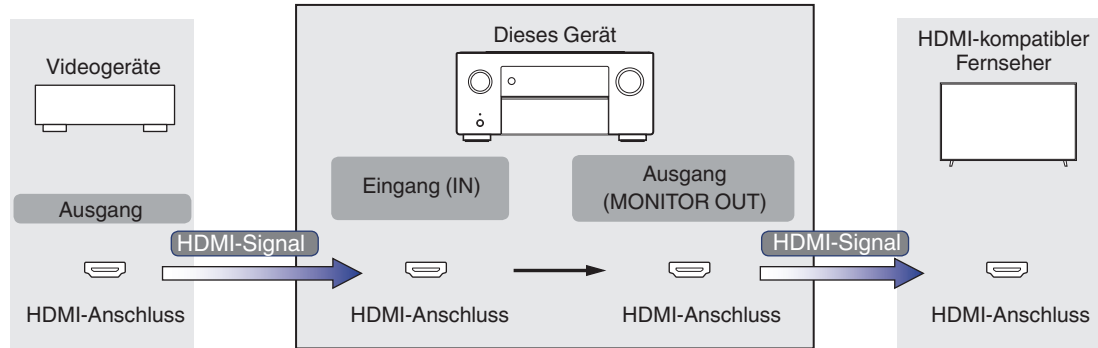 Videogeräte
Ausgang
HDMI-Anschluss
HDMI-Signal
Dieses Gerät
Eingang (IN)
HDMI-Anschluss
Ausgang
(MONITOR OUT)
HDMI-Anschluss
HDMI-Signal
HDMI-kompatibler
Fernseher
HDMI-Anschluss